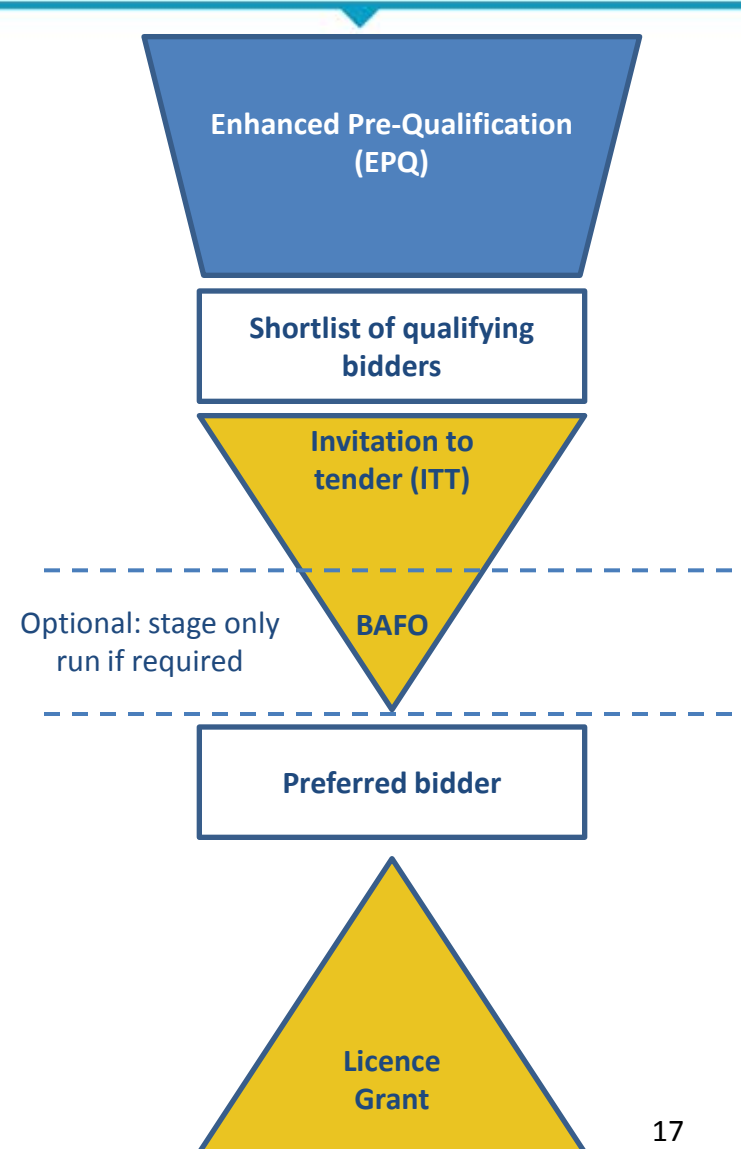 Enhanced Pre-Qualification
(EPQ)
Shortlist of qualifying
bidders
Invitation to
tender (ITT)
Optional: stage only
run if required
BAFO
Preferred bidder
Licence
Grant
17